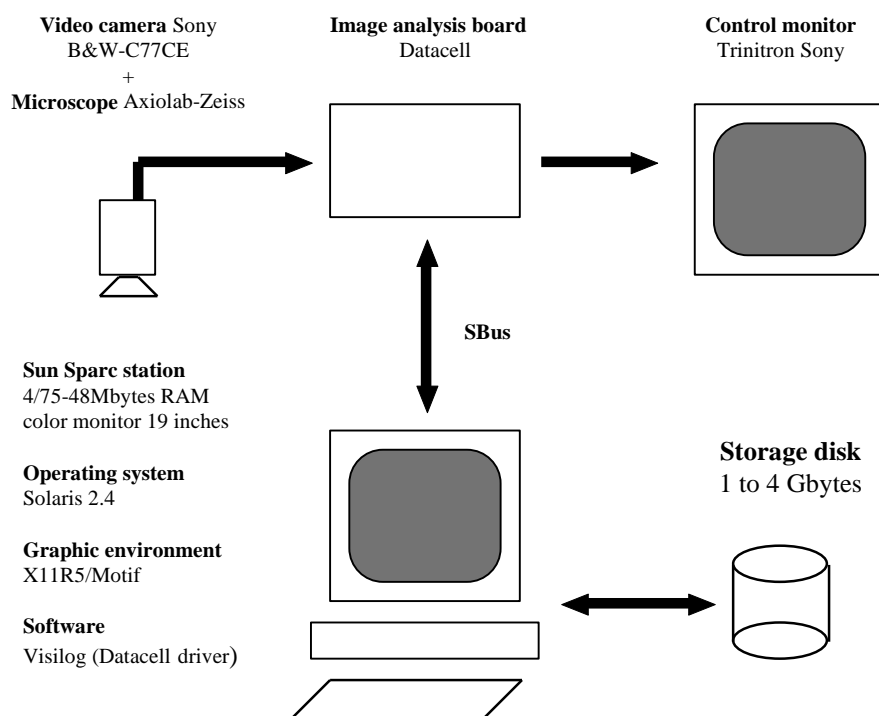 Video camera Sony
B&W-C77CE
+
Microscope Axiolab-Zeiss
Image analysis board
Datacell
Control monitor
Trinitron Sony
SBus
Sun Sparc station
4/75-48Mbytes RAM
color monitor 19 inches
Operating system
Solaris 2.4
Graphic environment
X11R5/Motif
Software
Visilog (Datacell driver)
Storage disk
1 to 4 Gbytes